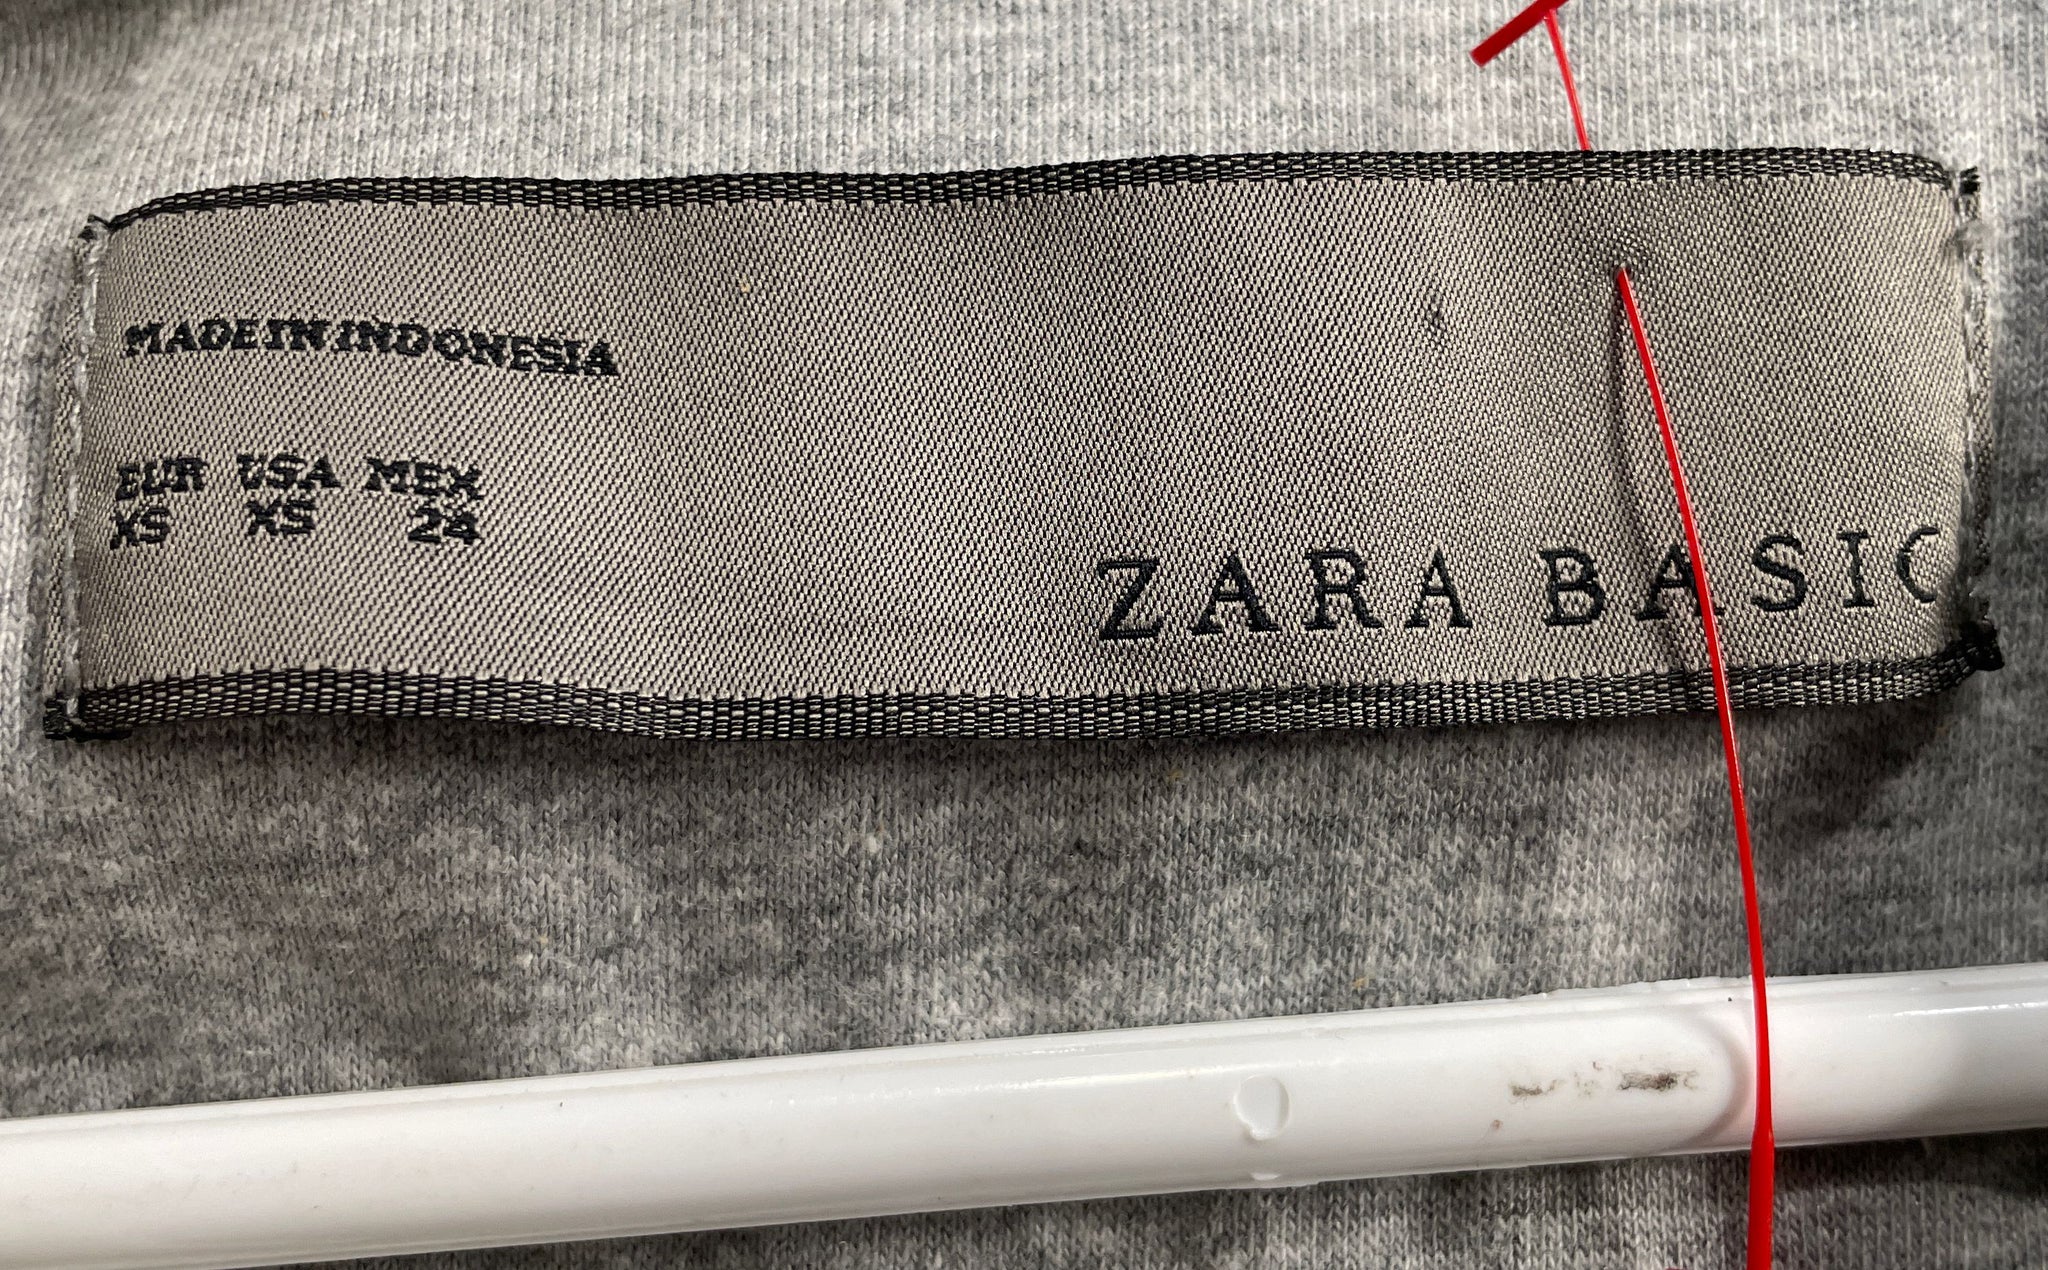 MADE IN INDONESIA
EUR USA MEX
XS XS 24
ZARA BASIC